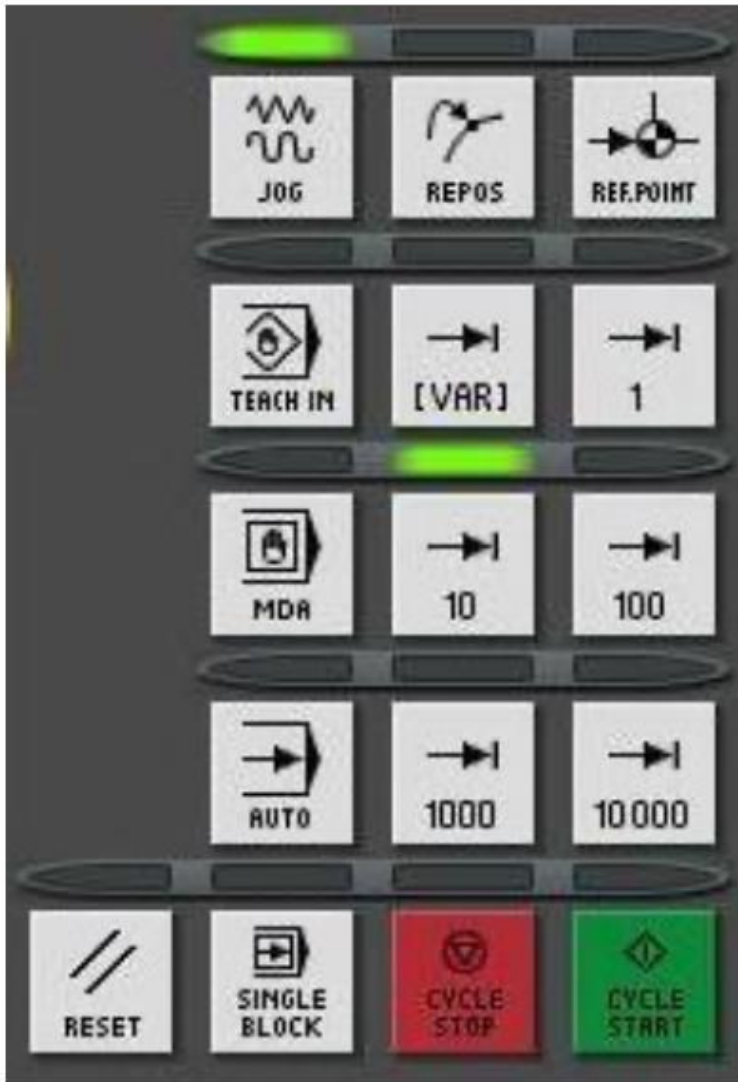 JOG REPOS REF.POINT
TEACH IN [VAR] 1
MDA 10 100
AUTO 1000 10000
RESET SINGLE BLOCK CYCLE STOP CYCLE START